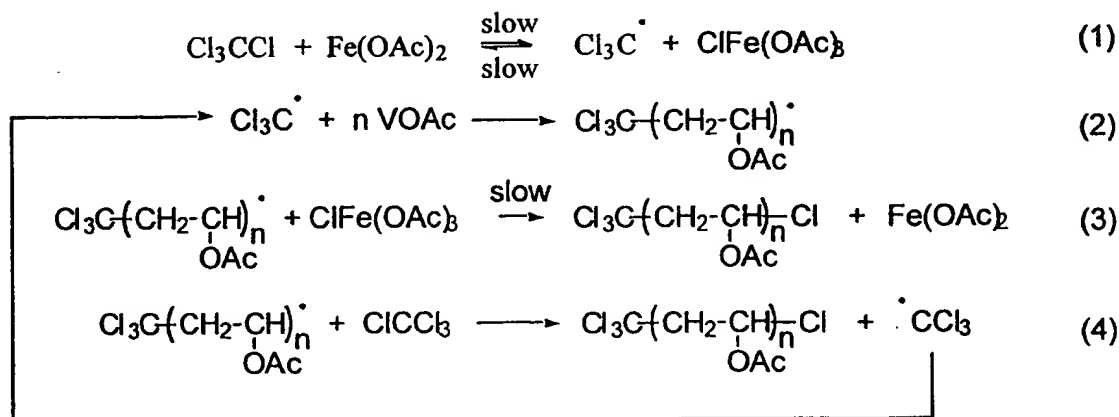 slow
Cl₃CCl + Fe(OAc)₂ ⇌ Cl₃C• + ClFe(OAc)₃ (1)
slow
Cl₃C• + n VOAc ⟶ Cl₃C-(CH₂-CH)ₙ• (2)
OAc
slow
Cl₃C-(CH₂-CH)ₙ• + ClFe(OAc)₃ ⟶ Cl₃C-(CH₂-CH)ₙ-Cl + Fe(OAc)₂ (3)
OAc OAc
Cl₃C-(CH₂-CH)ₙ• + ClCCl₃ ⟶ Cl₃C-(CH₂-CH)ₙ-Cl + •CCl₃ (4)
OAc OAc